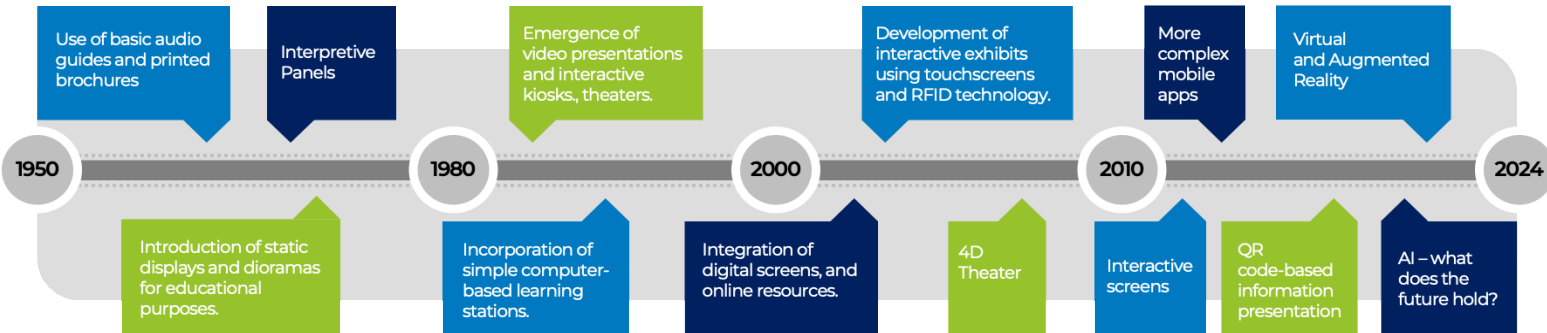 Use of basic audio
guides and printed
brochures
Interpretive
Panels
Emergence of
video presentations
and interactive
kiosks., theaters.
Development of
interactive exhibits
using touchscreens
and RFID technology.
More
complex
mobile
apps
Virtual
and Augmented
Reality
1950
1980
2000
2010
2024
Introduction of static
displays and dioramas
for educational
purposes.
Incorporation of
simple computer-
based learning
stations.
Integration of
digital screens, and
online resources.
4D
Theater
Interactive
screens
QR
code-based
information
presentation
AI – what
does the
future hold?